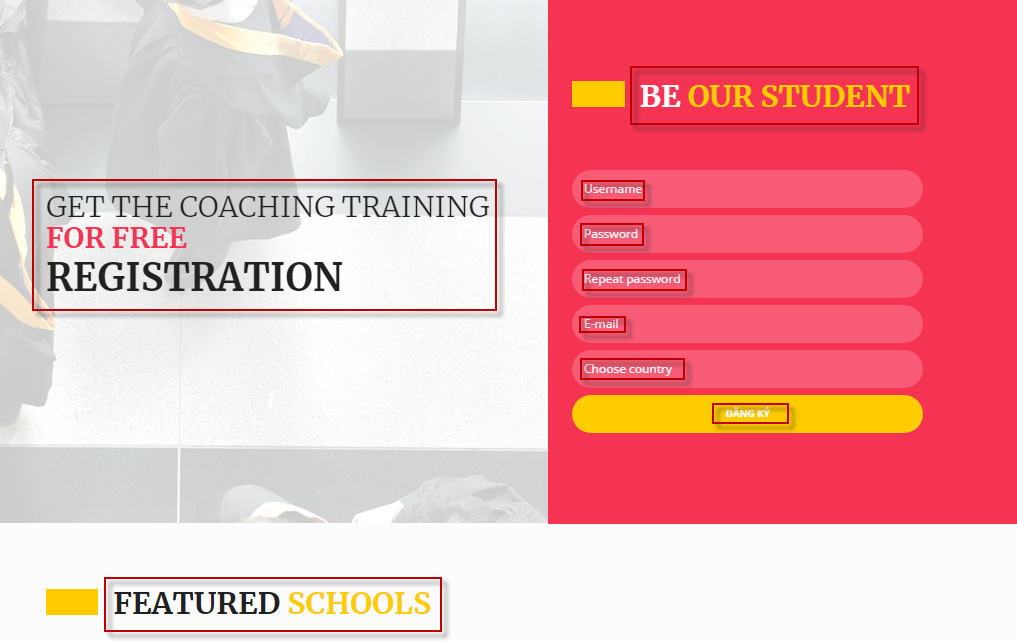 GET THE COACHING TRAINING
FOR FREE
REGISTRATION
BE OUR STUDENT
Username
Password
Repeat password
E-mail
Choose country
ĐĂNG KÝ
FEATURED SCHOOLS